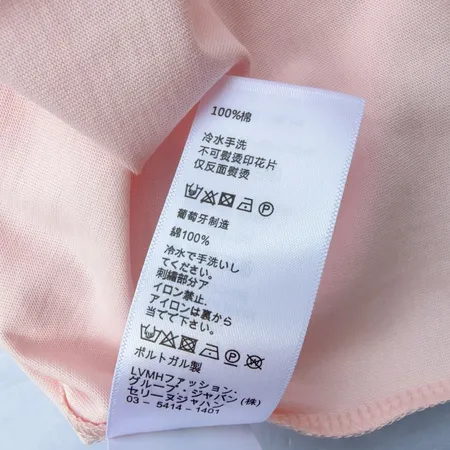 100%棉
冷水手洗
不可熨烫印花片
仅反面熨烫
葡萄牙制造
綿100%
冷水で手洗いし
てください。
刺繍部分ア
イロン禁止.
アイロンは裏から
当てて下さい.
ポルトガル製
LVMHファッション・
グループ・ジャパン(株)
セリーヌジャパン
03 – 5414-1401